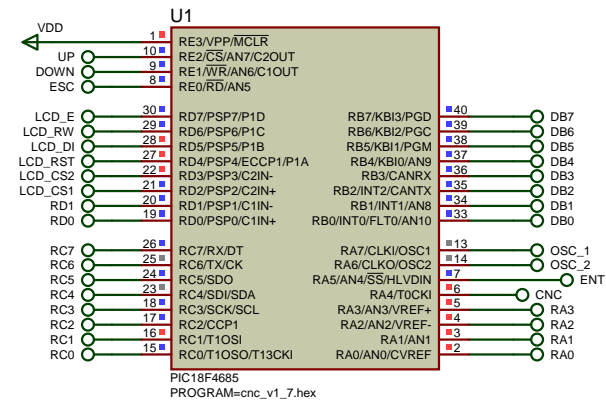 U1
VDD 1 RE3/VPP/MCLR
UP 10 RE2/CS/AN7/C2OUT
DOWN 9 RE1/WR/AN6/C1OUT
ESC 8 RE0/RD/AN5
LCD_E 30 RD7/PSP7/P1D RB7/KBI3/PGD 40 DB7
LCD_RW 29 RD6/PSP6/P1C RB6/KBI2/PGC 39 DB6
LCD_DI 28 RD5/PSP5/P1B RB5/KBI1/PGM 38 DB5
LCD_RST 27 RD4/PSP4/ECCP1/P1A RB4/KBI0/AN9 37 DB4
LCD_CS2 22 RD3/PSP3/C2IN- RB3/CANRX 36 DB3
LCD_CS1 21 RD2/PSP2/C2IN+ RB2/INT2/CANTX 35 DB2
RD1 20 RD1/PSP1/C1IN- RB1/INT1/AN8 34 DB1
RD0 19 RD0/PSP0/C1IN+ RB0/INT0/FLT0/AN10 33 DB0
RC7 26 RC7/RX/DT RA7/CLKI/OSC1 13 OSC_1
RC6 25 RC6/TX/CK RA6/CLKO/OSC2 14 OSC_2
RC5 24 RC5/SDO RA5/AN4/SS/HLVDIN 7 ENT
RC4 23 RC4/SDI/SDA RA4/T0CKI 6 CNC
RC3 18 RC3/SCK/SCL RA3/AN3/VREF+ 5 RA3
RC2 17 RC2/CCP1 RA2/AN2/VREF- 4 RA2
RC1 16 RC1/T1OSI RA1/AN1 3 RA1
RC0 15 RC0/T1OSO/T13CKI RA0/AN0/CVREF 2 RA0
PIC18F4685
PROGRAM=cnc_v1_7.hex